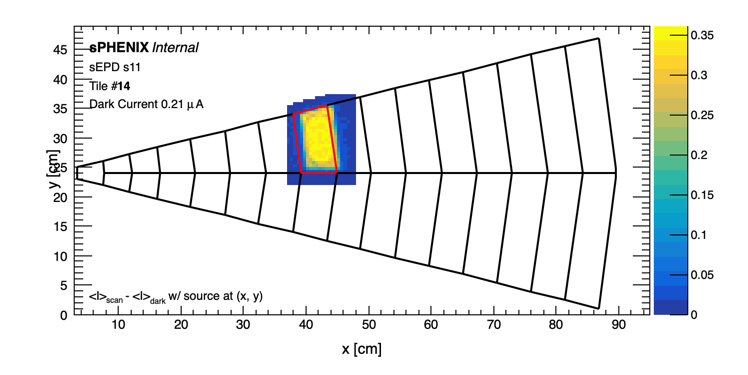 sPHENIX Internal
sEPD s11
Tile #14
Dark Current 0.21 μA
<I>scan - <I>dark w/ source at (x, y)
y [cm]
45
40
35
30
25
20
15
10
5
0
10 20 30 40 50 60 70 80 90
x [cm]
0.35
0.3
0.25
0.2
0.15
0.1
0.05
0